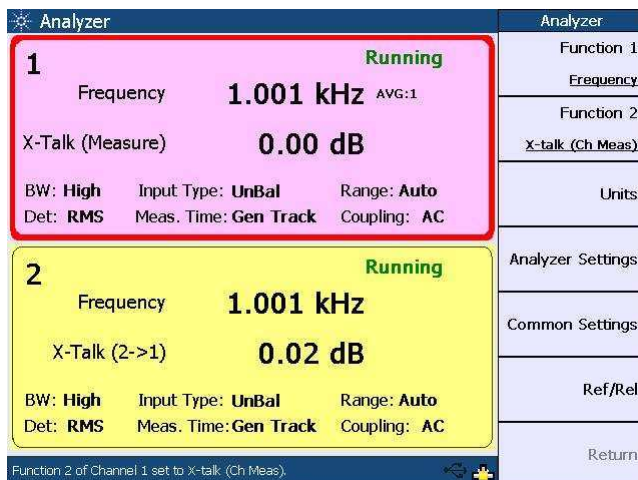 Analyzer
1
Running
Frequency 1.001 kHz AVG:1
X-Talk (Measure) 0.00 dB
BW: High Input Type: UnBal Range: Auto
Det: RMS Meas. Time: Gen Track Coupling: AC
2
Running
Frequency 1.001 kHz
X-Talk (2->1) 0.02 dB
BW: High Input Type: UnBal Range: Auto
Det: RMS Meas. Time: Gen Track Coupling: AC
Function 2 of Channel 1 set to X-talk (Ch Meas).
Analyzer
Function 1
Frequency
Function 2
X-talk (Ch Meas)
Units
Analyzer Settings
Common Settings
Ref/Rel
Return